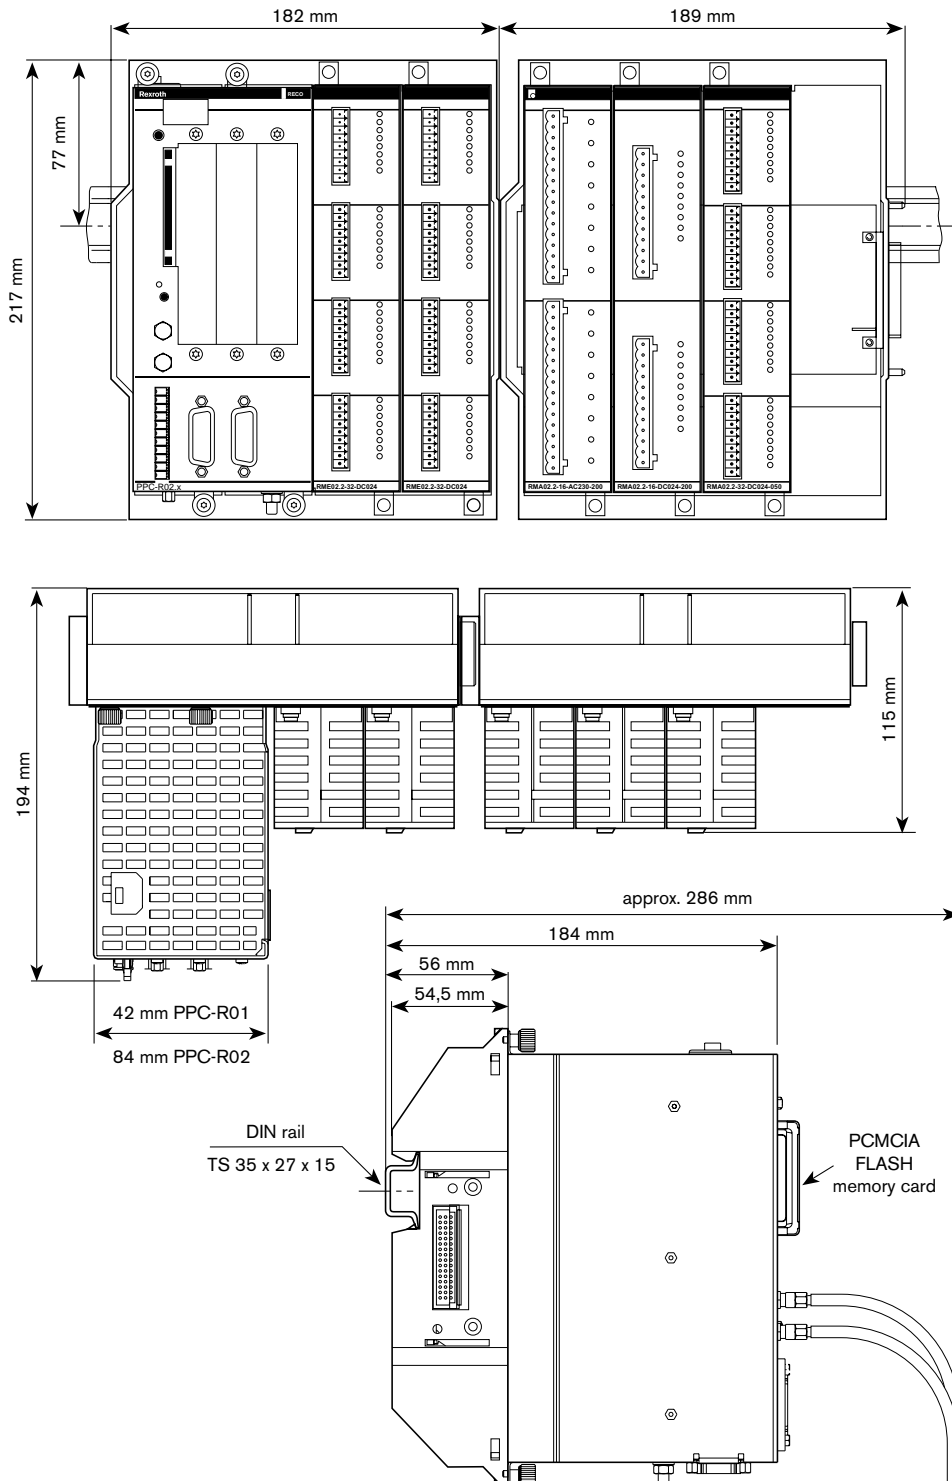 182 mm
189 mm
77 mm
217 mm
Rexroth
RECO
PPC-R02.x
RME02.2-32-DC024
RME02.2-32-DC024
RMA02.2-16-AC230-200
RMA02.2-16-DC024-200
RMA02.2-32-DC024-050
194 mm
115 mm
42 mm PPC-R01
84 mm PPC-R02
approx. 286 mm
184 mm
56 mm
54,5 mm
DIN rail
TS 35 x 27 x 15
PCMCIA
FLASH
memory card